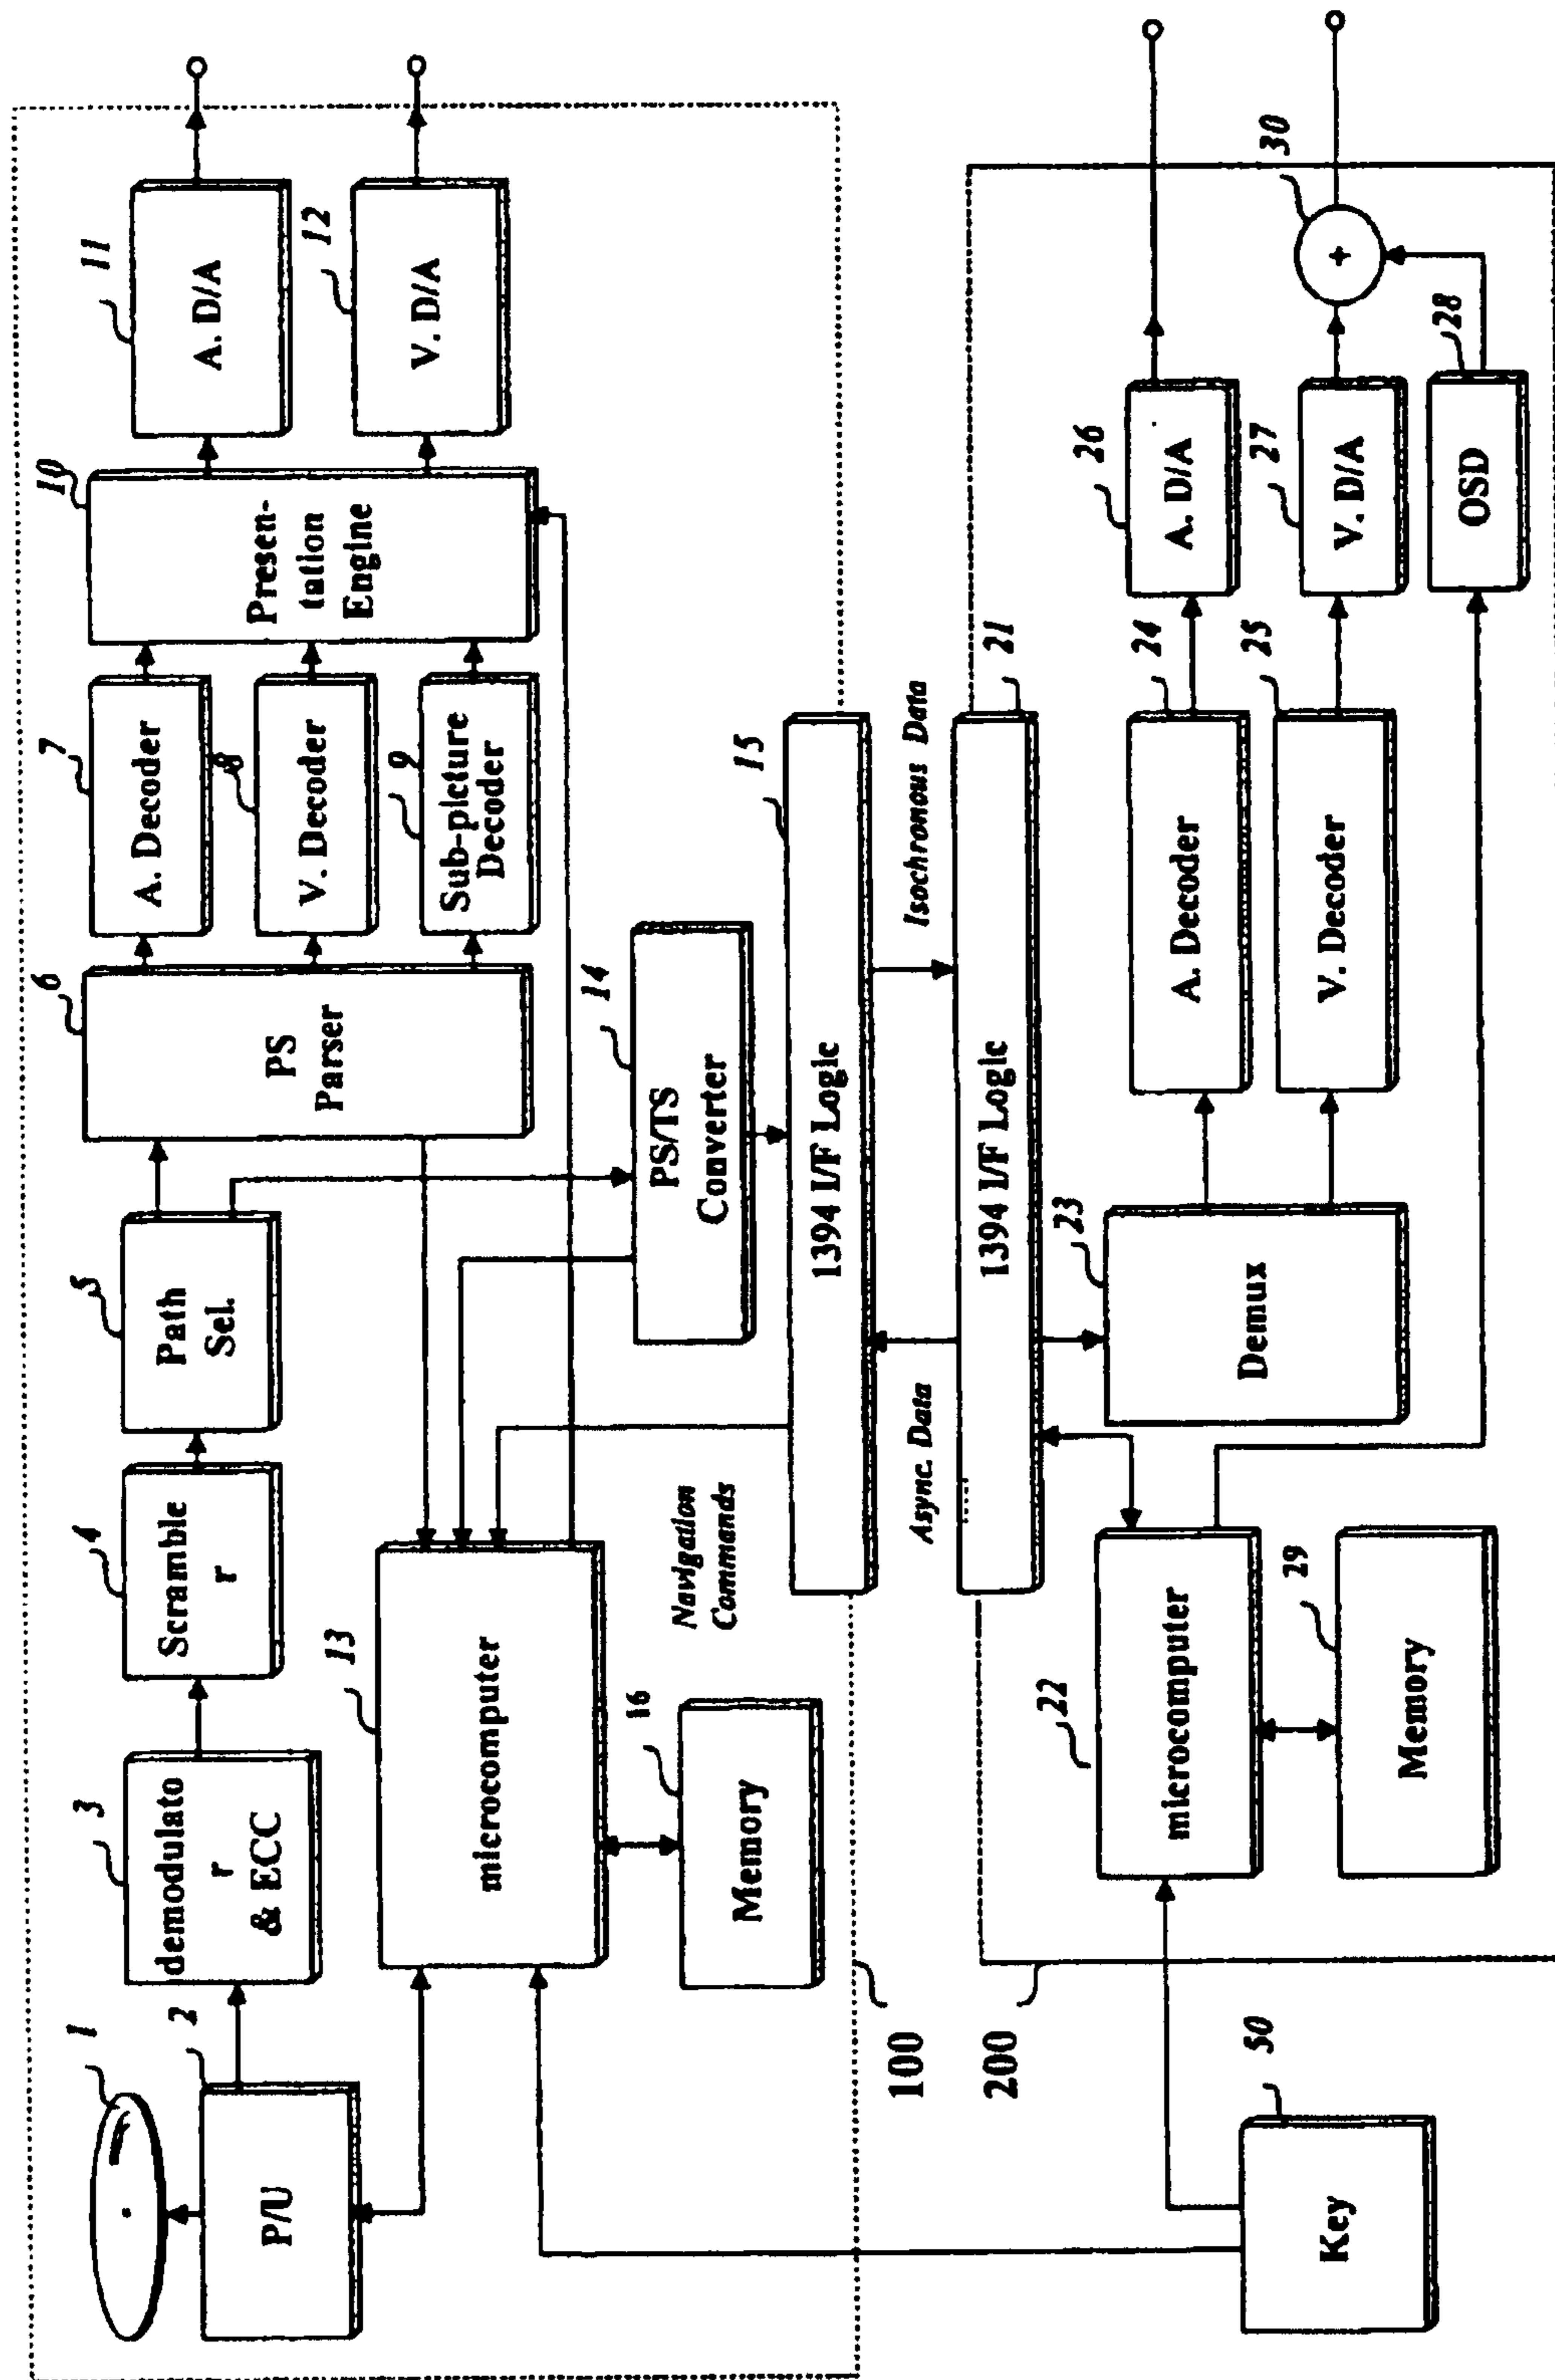 1
2
P/U
3
demodulato
r
& ECC
4
Scramble
r
5
Path
Sel.
6
PS
Parser
7
A. Decoder
8
V. Decoder
9
Sub-picture
Decoder
10
Presen-
tation
Engine
11
A. D/A
12
V. D/A
13
microcomputer
16
Memory
Navigation
Commands
14
PS/TS
Converter
15
1394 I/F Logic
Async. Data
Isochronous Data
100
200
21
1394 I/F Logic
22
microcomputer
29
Memory
23
Demux
24
A. Decoder
25
V. Decoder
26
A. D/A
27
V. D/A
28
OSD
30
+
50
Key